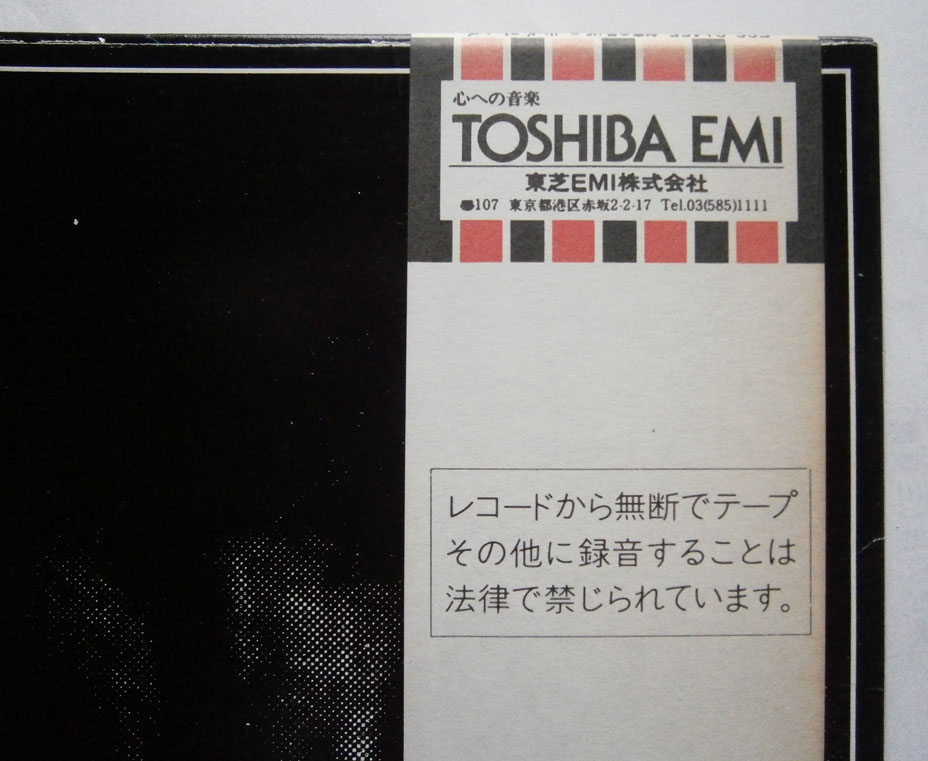 心への音楽
TOSHIBA EMI
東芝EMI株式会社
107 東京都港区赤坂2-2-17 Tel.03(585)1111
レコードから無断でテープ
その他に録音することは
法律で禁じられています。